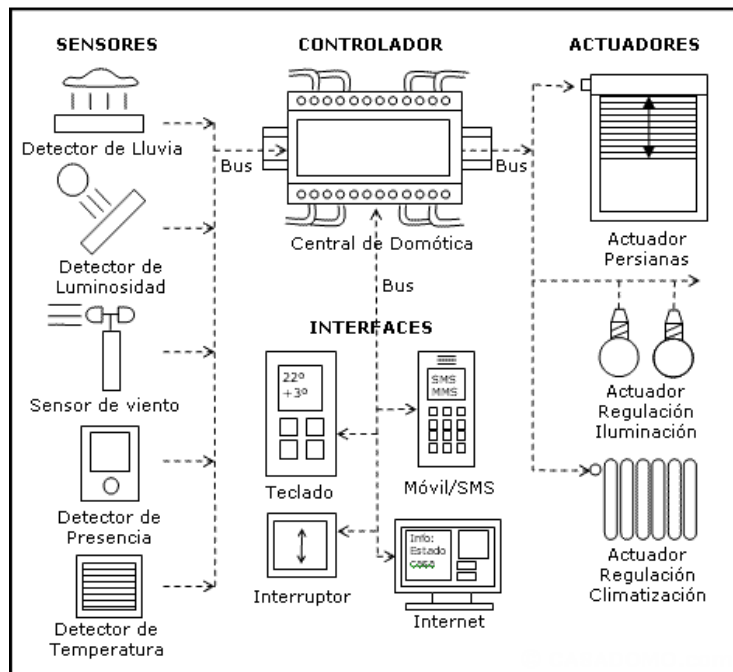 SENSORES
Detector de Lluvia
Detector de
Luminosidad
Sensor de viento
Detector de
Presencia
Detector de
Temperatura
CONTROLADOR
Bus
Bus
Central de Domótica
Bus
INTERFACES
22º
+3º
Teclado
SMS
MMS
Móvil/SMS
Interruptor
Info:
Estado
Casa
Internet
ACTUADORES
Actuador
Persianas
Actuador
Regulación
Iluminación
Actuador
Regulación
Climatización